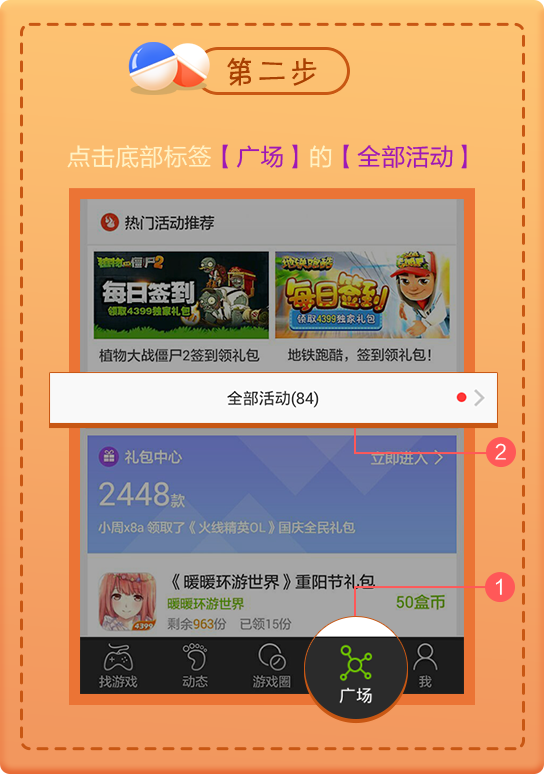 第二步
点击底部标签【广场】的【全部活动】
热门活动推荐
植物大战僵尸2
每日签到
领取4399独家礼包
地铁跑酷
每日签到
领取4399独家礼包
植物大战僵尸2签到领礼包
地铁跑酷，签到领礼包！
全部活动(84)
2
礼包中心
立即进入
2448款
小周x8a 领取了《火线精英OL》国庆全民礼包
《暖暖环游世界》重阳节礼包
1
暖暖环游世界
50盒币
4399
剩余963份 已领15份
找游戏
动态
游戏圈
广场
我